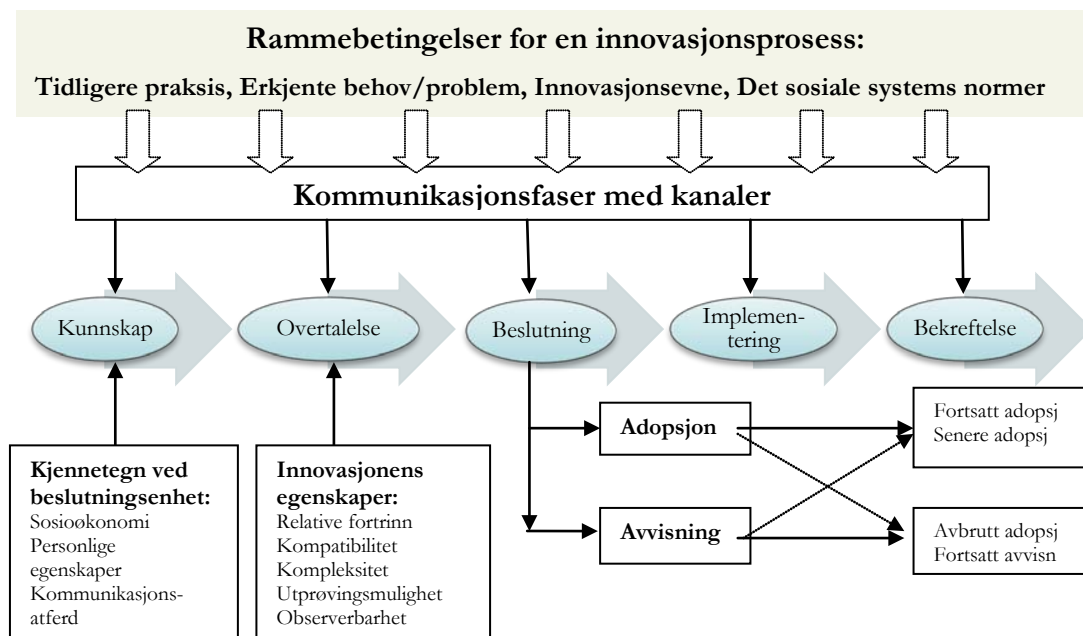 Rammebetingelser for en innovasjonsprosess:
Tidligere praksis, Erkjente behov/problem, Innovasjonsevne, Det sosiale systems normer
Kommunikasjonsfaser med kanaler
Kunnskap
Overtalelse
Beslutning
Implemen-
tering
Bekreftelse
Kjennetegn ved
beslutningsenhet:
Sosioøkonomi
Personlige
egenskaper
Kommunikasjons-
atferd
Innovasjonens
egenskaper:
Relative fortrinn
Kompatibilitet
Kompleksitet
Utprøvingsmulighet
Observerbarhet
Adopsjon
Avvisning
Fortsatt adopsj
Senere adopsj
Avbrutt adopsj
Fortsatt avvisn